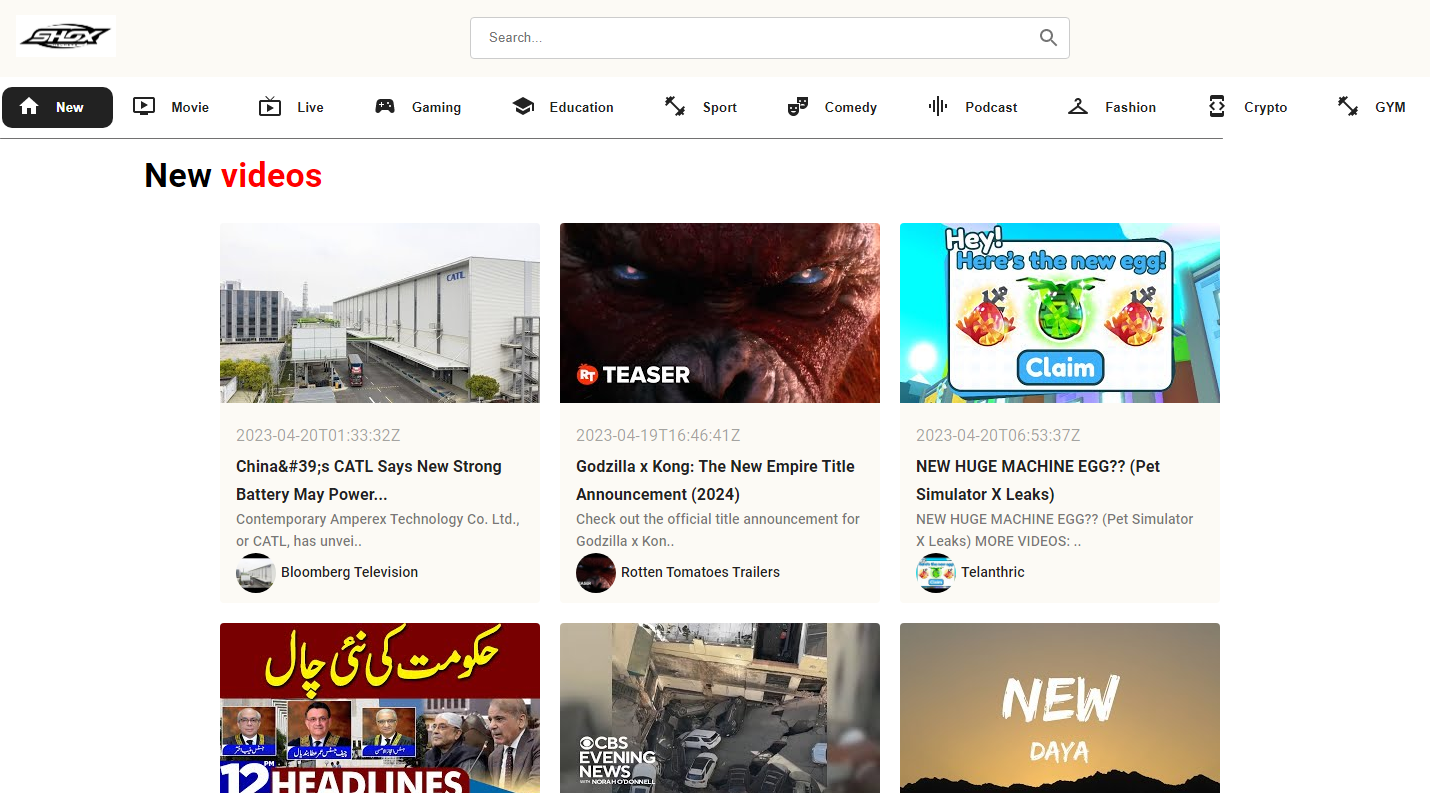 SHOX
Search...
New
Movie
Live
Gaming
Education
Sport
Comedy
Podcast
Fashion
Crypto
GYM
New videos
CATL
RT TEASER
Hey!
Here's the new egg!
Claim
2023-04-20T01:33:32Z
China&#39;s CATL Says New Strong
Battery May Power...
Contemporary Amperex Technology Co. Ltd.,
or CATL, has unvei..
Bloomberg Television
2023-04-19T16:46:41Z
Godzilla x Kong: The New Empire Title
Announcement (2024)
Check out the official title announcement for
Godzilla x Kon..
Rotten Tomatoes Trailers
2023-04-20T06:53:37Z
NEW HUGE MACHINE EGG?? (Pet
Simulator X Leaks)
NEW HUGE MACHINE EGG?? (Pet Simulator
X Leaks) MORE VIDEOS: ..
Telanthric
حکومت کی نئی چال
12 PM
HEADLINES
CBS
EVENING
NEWS
WITH NORAH O'DONNELL
NEW
DAYA